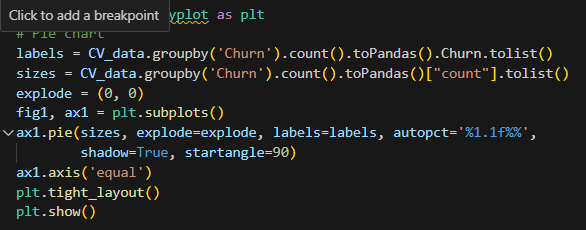 Click to add a breakpoint yplot as plt
# Pie chart
labels = CV_data.groupby('Churn').count().toPandas().Churn.tolist()
sizes = CV_data.groupby('Churn').count().toPandas()["count"].tolist()
explode = (0, 0)
fig1, ax1 = plt.subplots()
ax1.pie(sizes, explode=explode, labels=labels, autopct='%1.1f%%',
shadow=True, startangle=90)
ax1.axis('equal')
plt.tight_layout()
plt.show()